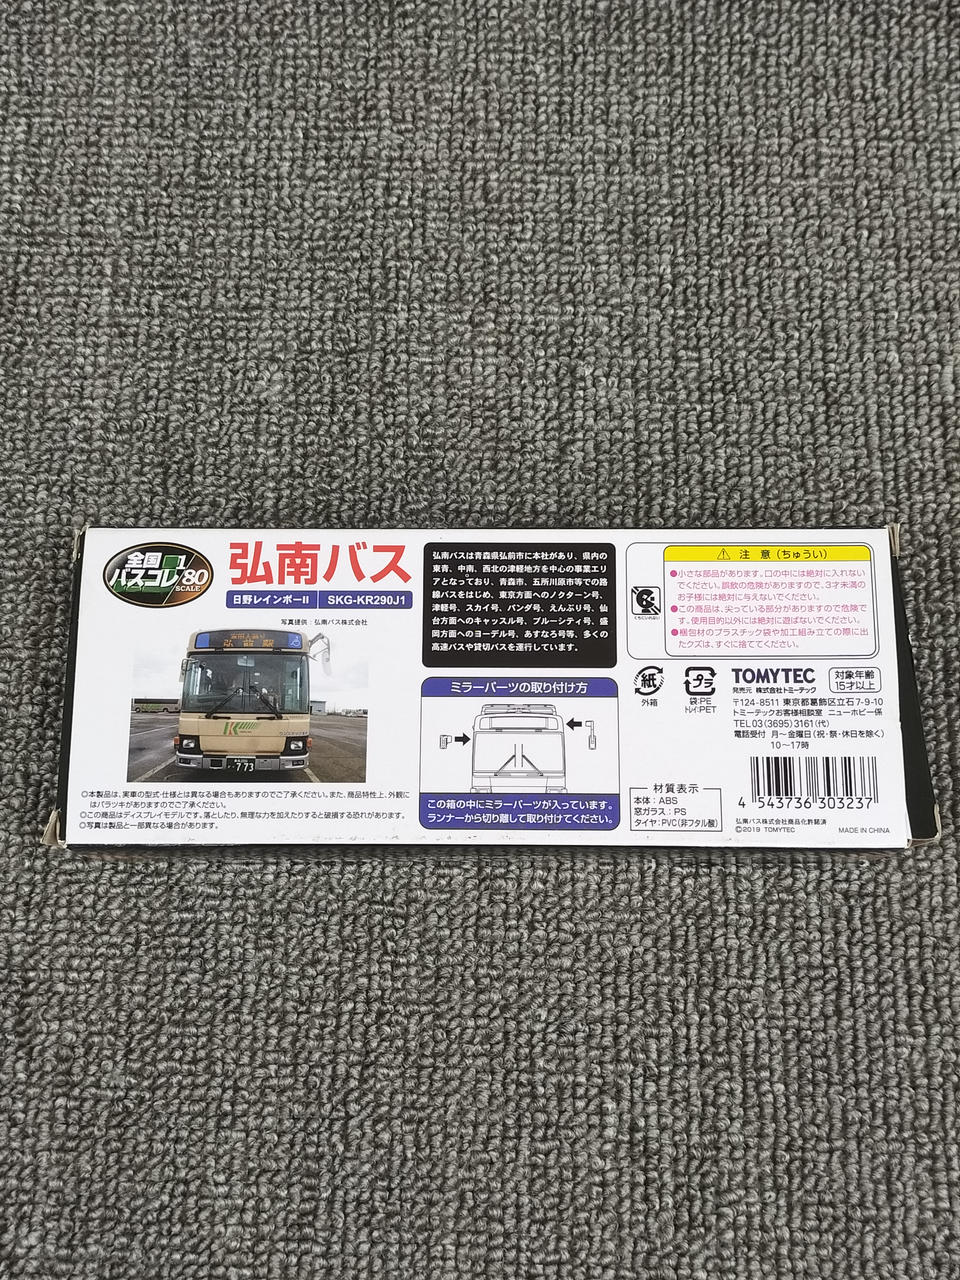 全国
バスコレ
1/80
SCALE
弘南バス
日野レインボーII
SKG-KR290J1
写真提供：弘南バス株式会社
弘前駅
773
◎本製品は、実車の型式・仕様とは異なる場合もありますのでご了承ください。また、商品特性上、外観に
はバラツキがありますのでご了承ください。
◎この商品はディスプレイモデルです。落としたり、無理な力を加えたりすると破損する恐れがあります。
◎写真は製品と一部異なる場合があります。
弘南バスは青森県弘前市に本社があり、県内の
東青、中南、西北の津軽地方を中心の事業エリ
アとなっており、青森市、五所川原市等での路
線バスをはじめ、東京方面へのノクターン号、
津軽号、スカイ号、パンダ号、えんぶり号、仙
台方面へのキャッスル号、ブルーシティ号、盛
岡方面へのヨーデル号、あすなろ号等、多くの
高速バスや貸切バスを運行しています。
ミラーパーツの取り付け方
この箱の中にミラーパーツが入っています。
ランナーから切り離して取り付けてください。
注 意 （ちゅうい）
●小さな部品があります。口の中には絶対に入れない
でください。誤飲の危険がありますので、3才未満の
お子様には絶対に与えないでください。
●この商品は、尖っている部分がありますので危険で
す。使用目的以外には絶対に遊ばないでください。
●梱包材のプラスチック袋や加工組み立ての際に出
たクズは、すぐに捨ててください。
くちにいれない
紙
外箱
プラ
袋:PE
トレイ:PET
TOMYTEC
発売元 株式会社トミーテック
対象年齢
15才以上
〒124-8511 東京都葛飾区立石7-9-10
トミーテックお客様相談室 ニューホビー係
TEL03(3695)3161(代)
電話受付 月〜金曜日(祝・祭・休日を除く)
10〜17時
材質表示
本体：ABS
窓ガラス：PS
タイヤ：PVC(非フタル酸)
4 543736 303237
弘南バス株式会社商品化許諾済
©2019 TOMYTEC
MADE IN CHINA